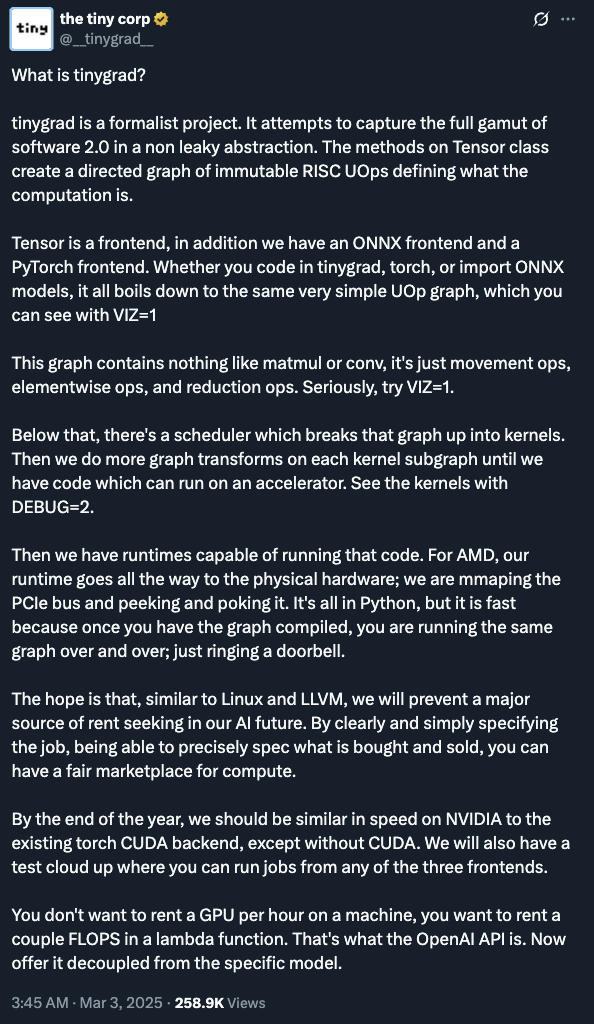 tiny
the tiny corp
@__tinygrad__
What is tinygrad?
tinygrad is a formalist project. It attempts to capture the full gamut of
software 2.0 in a non leaky abstraction. The methods on Tensor class
create a directed graph of immutable RISC UOps defining what the
computation is.
Tensor is a frontend, in addition we have an ONNX frontend and a
PyTorch frontend. Whether you code in tinygrad, torch, or import ONNX
models, it all boils down to the same very simple UOp graph, which you
can see with VIZ=1
This graph contains nothing like matmul or conv, it's just movement ops,
elementwise ops, and reduction ops. Seriously, try VIZ=1.
Below that, there's a scheduler which breaks that graph up into kernels.
Then we do more graph transforms on each kernel subgraph until we
have code which can run on an accelerator. See the kernels with
DEBUG=2.
Then we have runtimes capable of running that code. For AMD, our
runtime goes all the way to the physical hardware; we are mmaping the
PCIe bus and peeking and poking it. It's all in Python, but it is fast
because once you have the graph compiled, you are running the same
graph over and over; just ringing a doorbell.
The hope is that, similar to Linux and LLVM, we will prevent a major
source of rent seeking in our AI future. By clearly and simply specifying
the job, being able to precisely spec what is bought and sold, you can
have a fair marketplace for compute.
By the end of the year, we should be similar in speed on NVIDIA to the
existing torch CUDA backend, except without CUDA. We will also have a
test cloud up where you can run jobs from any of the three frontends.
You don't want to rent a GPU per hour on a machine, you want to rent a
couple FLOPS in a lambda function. That's what the OpenAI API is. Now
offer it decoupled from the specific model.
3:45 AM · Mar 3, 2025 · 258.9K Views